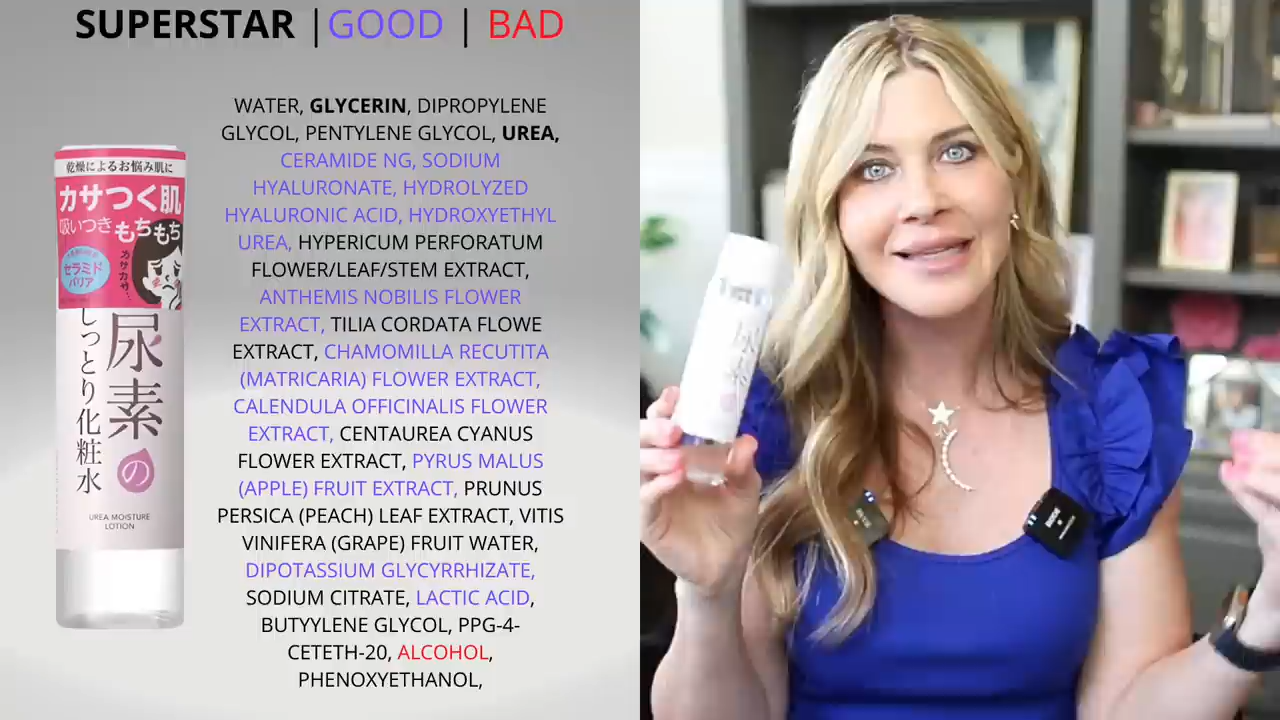 SUPERSTAR | GOOD | BAD
WATER, GLYCERIN, DIPROPYLENE
GLYCOL, PENTYLENE GLYCOL, UREA,
CERAMIDE NG, SODIUM
HYALURONATE, HYDROLYZED
HYALURONIC ACID, HYDROXYETHYL
UREA, HYPERICUM PERFORATUM
FLOWER/LEAF/STEM EXTRACT,
ANTHEMIS NOBILIS FLOWER
EXTRACT, TILIA CORDATA FLOWE
EXTRACT, CHAMOMILLA RECUTITA
(MATRICARIA) FLOWER EXTRACT,
CALENDULA OFFICINALIS FLOWER
EXTRACT, CENTAUREA CYANUS
FLOWER EXTRACT, PYRUS MALUS
(APPLE) FRUIT EXTRACT, PRUNUS
PERSICA (PEACH) LEAF EXTRACT, VITIS
VINIFERA (GRAPE) FRUIT WATER,
DIPOTASSIUM GLYCYRRHIZATE,
SODIUM CITRATE, LACTIC ACID,
BUTYYLENE GLYCOL, PPG-4-
CETETH-20, ALCOHOL,
PHENOXYETHANOL,
乾燥によるお悩み肌に
カサつく肌
吸いつきもちもち
カサカサ
セラミド
バリア
尿素の
しっとり化粧水
UREA MOISTURE
LOTION